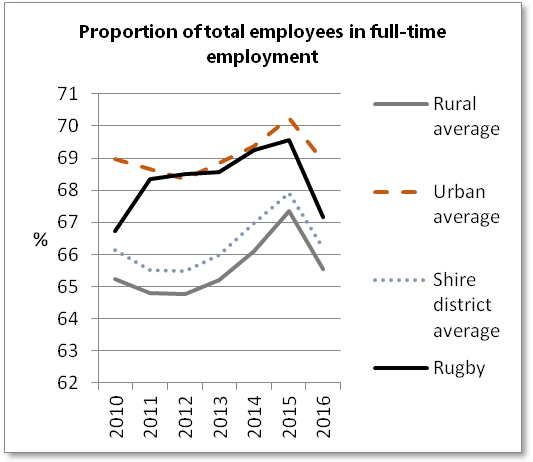 Proportion of total employees in full-time
employment
71
70
69
68
67
66
65
64
63
62
%
2010
2011
2012
2013
2014
2015
2016
Rural
average
Urban
average
Shire
district
average
Rugby